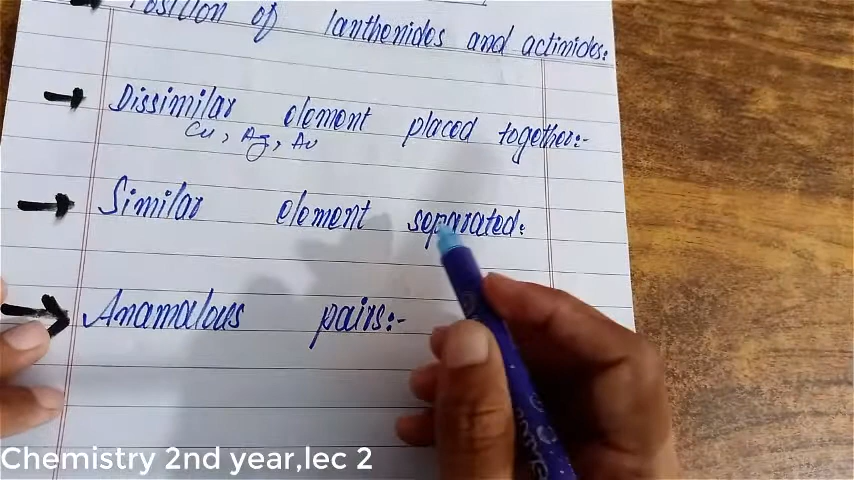 Position of lanthenides and actinides:
Dissimilar element placed together:-
Cu, Ag, Au
Similar element separated:
Anamalous pairs:-
Chemistry 2nd year,lec 2